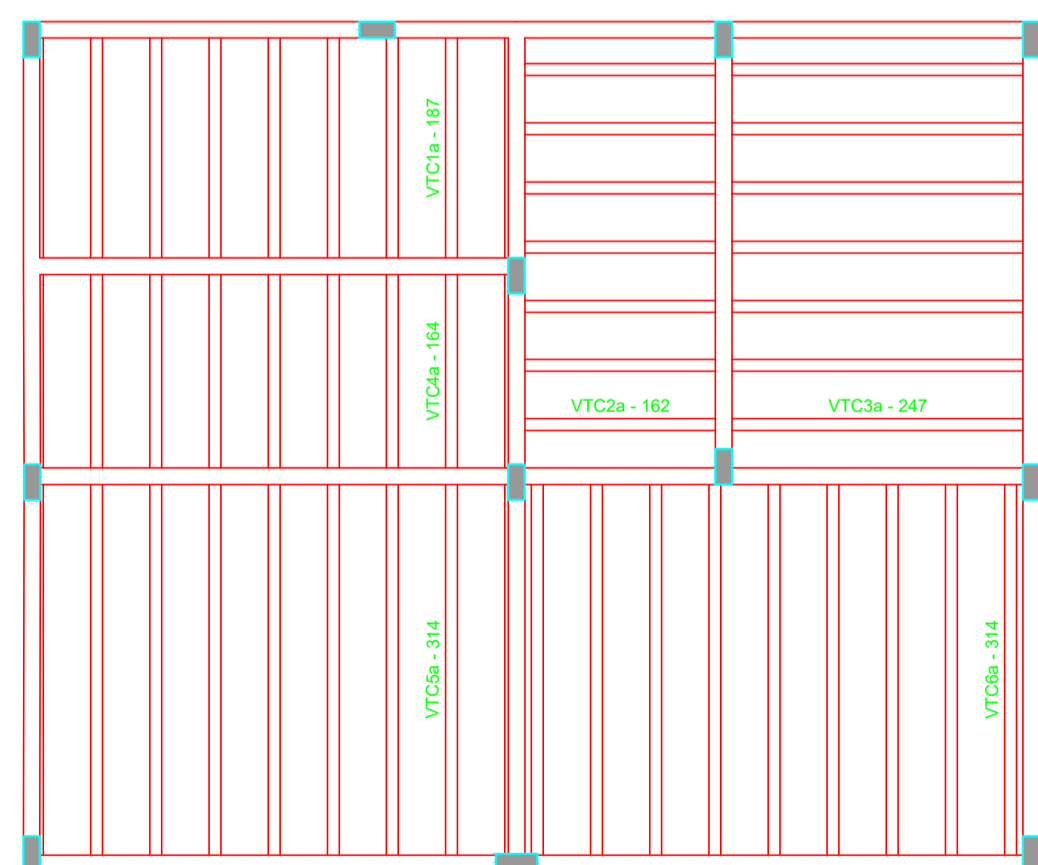 VTC1a - 187
VTC4a - 164
VTC2a - 162
VTC3a - 247
VTC5a - 314
VTC6a - 314